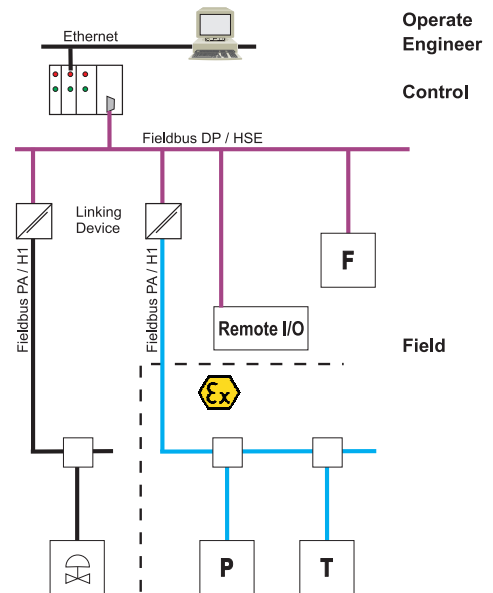 Operate
Engineer
Ethernet
Control
Fieldbus DP / HSE
Linking
Device
Fieldbus PA / H1
Fieldbus PA / H1
F
Remote I/O
Field
Ex
P
T